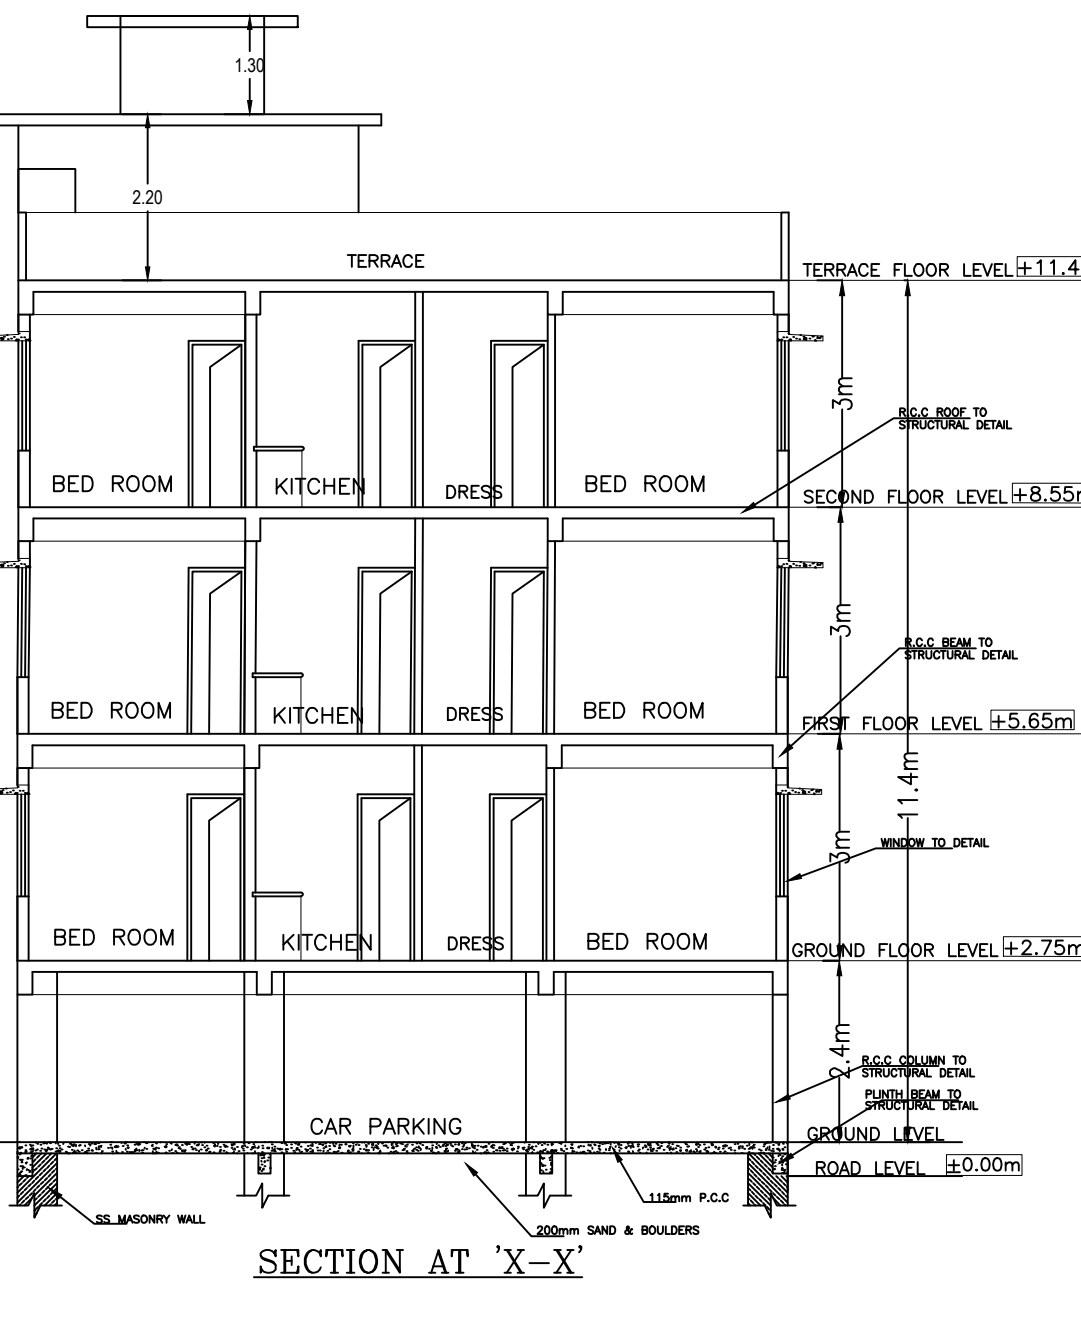 1.30
2.20
TERRACE
TERRACE FLOOR LEVEL +11.4
3m
R.C.C ROOF TO
STRUCTURAL DETAIL
BED ROOM KITCHEN DRESS BED ROOM
SECOND FLOOR LEVEL +8.55m
3m
R.C.C BEAM TO
STRUCTURAL DETAIL
BED ROOM KITCHEN DRESS BED ROOM
FIRST FLOOR LEVEL +5.65m
11.4m
3m
WINDOW TO DETAIL
BED ROOM KITCHEN DRESS BED ROOM
GROUND FLOOR LEVEL +2.75m
2.4m
R.C.C COLUMN TO
STRUCTURAL DETAIL
PLINTH BEAM TO
STRUCTURAL DETAIL
CAR PARKING
GROUND LEVEL
ROAD LEVEL ±0.00m
115mm P.C.C
SS MASONRY WALL
200mm SAND & BOULDERS
SECTION AT 'X-X'